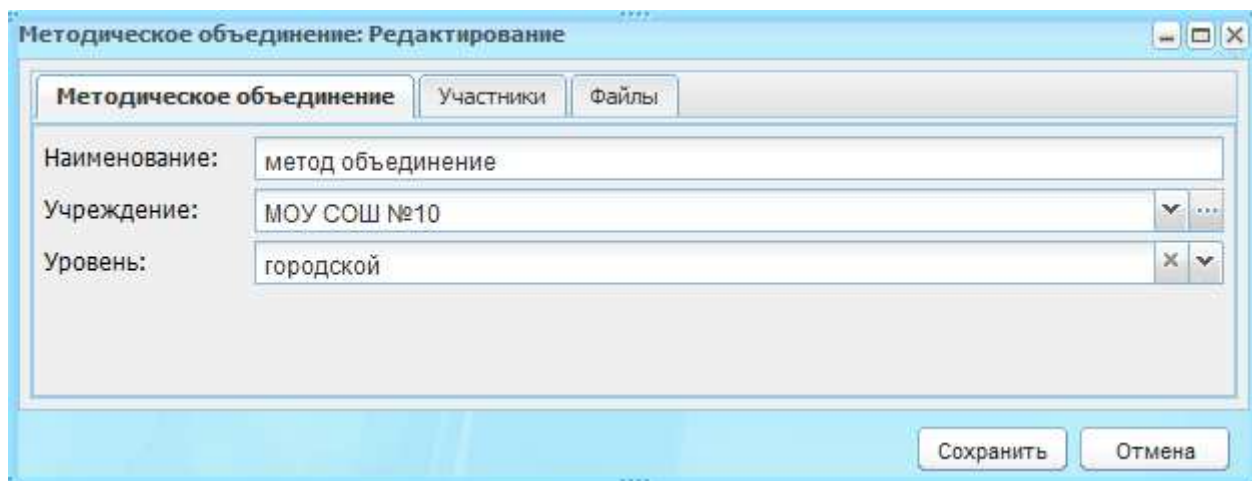 Методическое объединение: Редактирование
Методическое объединение Участники Файлы
Наименование: метод объединение
Учреждение: МОУ СОШ №10
Уровень: городской
Сохранить Отмена